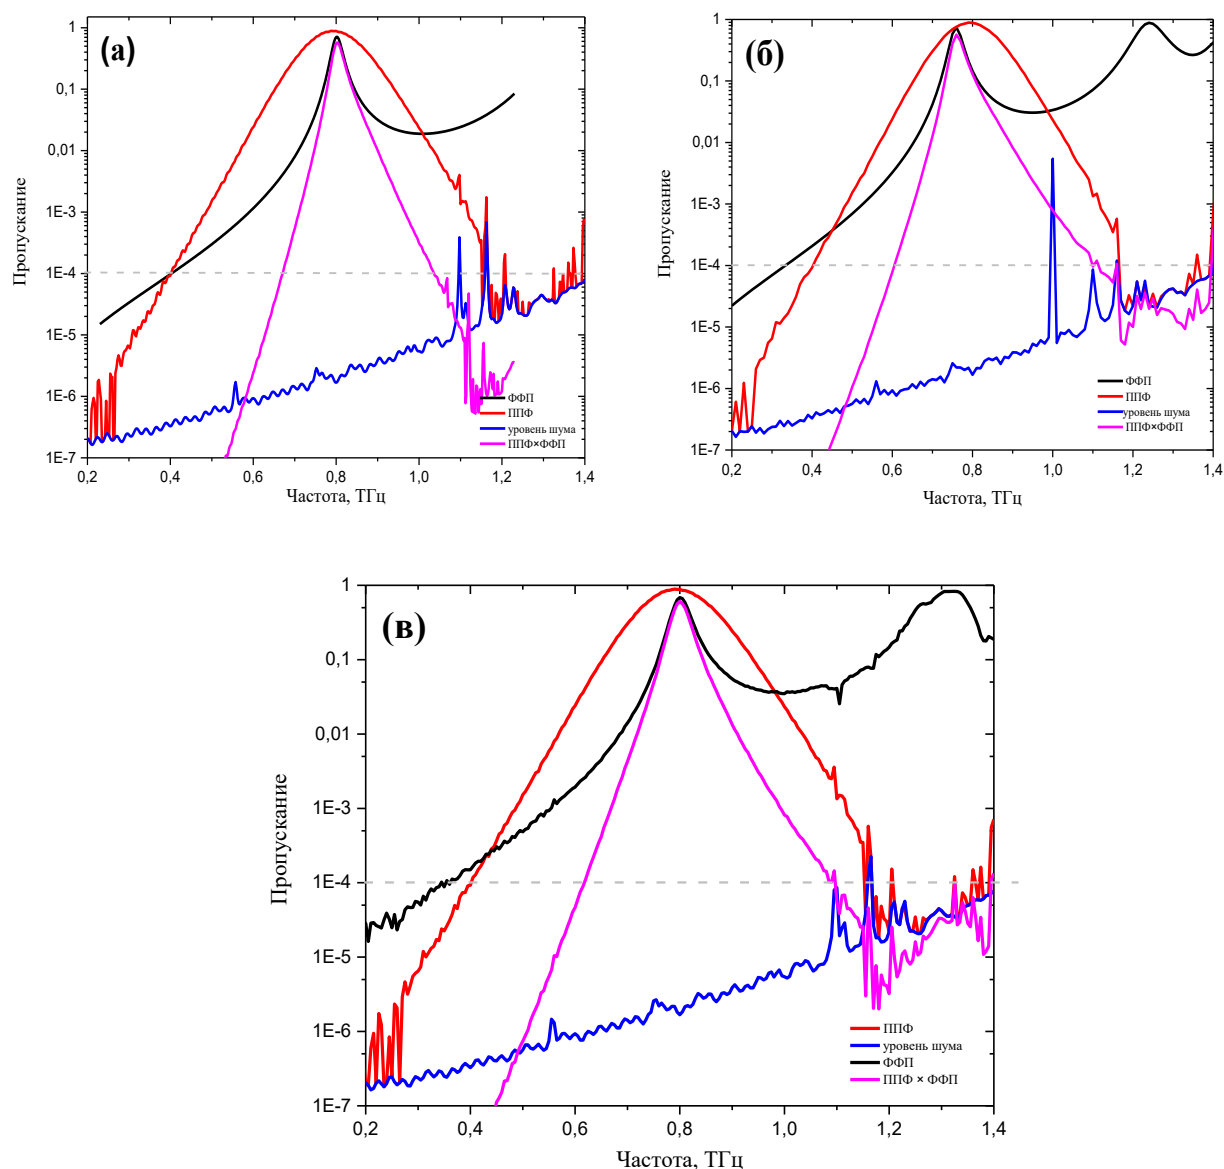 (а)
Пропускание
1
0,1
0,01
1E-3
1E-4
1E-5
1E-6
1E-7
0,2 0,4 0,6 0,8 1,0 1,2 1,4
Частота, ТГц
ФФП
ППФ
уровень шума
ППФ×ФФП
(б)
Пропускание
1
0,1
0,01
1E-3
1E-4
1E-5
1E-6
1E-7
0,2 0,4 0,6 0,8 1,0 1,2 1,4
Частота, ТГц
ФФП
ППФ
уровень шума
ППФ×ФФП
(в)
Пропускание
1
0,1
0,01
1E-3
1E-4
1E-5
1E-6
1E-7
0,2 0,4 0,6 0,8 1,0 1,2 1,4
Частота, ТГц
ППФ
уровень шума
ФФП
ППФ × ФФП